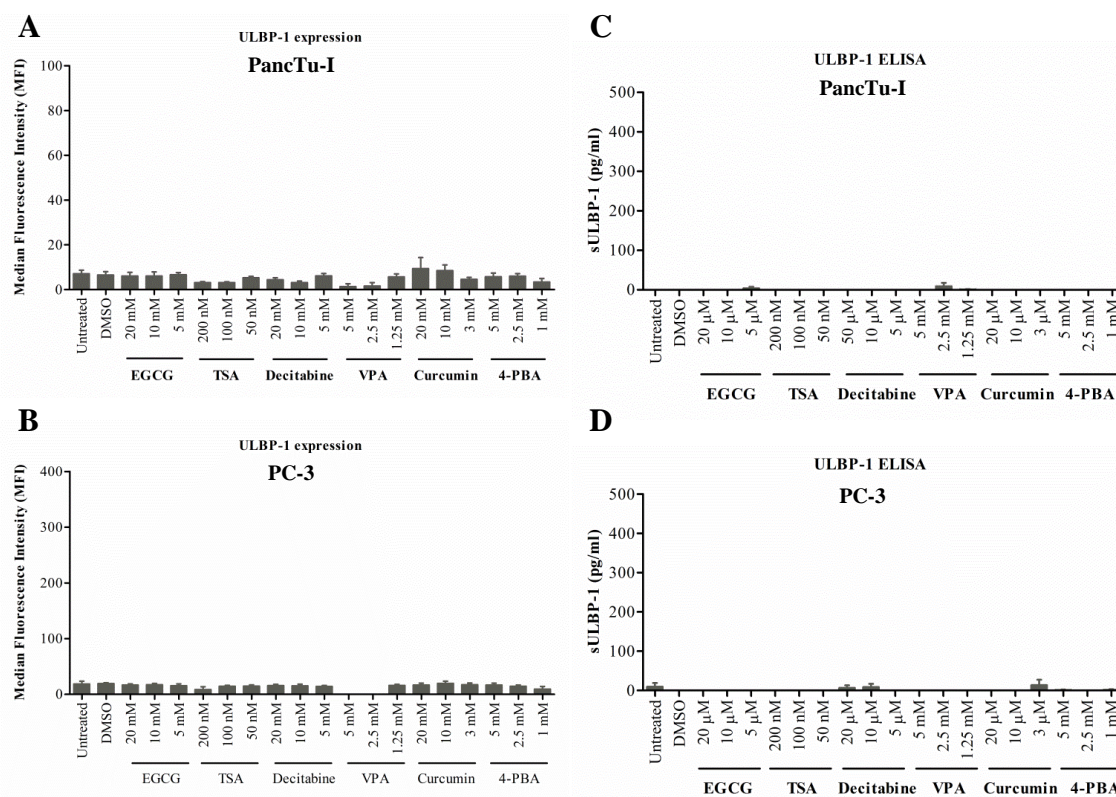 A
ULBP-1 expression
PancTu-I
Median Fluorescence Intensity (MFI)
100
80
60
40
20
0
Untreated
DMSO
20 mM
10 mM
5 mM
200 nM
100 nM
50 nM
20 mM
10 mM
5 mM
5 mM
2.5 mM
1.25 mM
20 mM
10 mM
3 mM
5 mM
2.5 mM
1 mM
EGCG TSA Decitabine VPA Curcumin 4-PBA
B
ULBP-1 expression
PC-3
Median Fluorescence Intensity (MFI)
400
300
200
100
0
Untreated
DMSO
20 mM
10 mM
5 mM
200 nM
100 nM
50 nM
20 mM
10 mM
5 mM
5 mM
2.5 mM
1.25 mM
20 mM
10 mM
3 mM
5 mM
2.5 mM
1 mM
EGCG TSA Decitabine VPA Curcumin 4-PBA
C
ULBP-1 ELISA
PancTu-I
sULBP-1 (pg/ml)
500
400
300
200
100
0
Untreated
DMSO
20 µM
10 µM
5 µM
200 nM
100 nM
50 nM
50 µM
10 µM
5 µM
5 mM
2.5 mM
1.25 mM
20 µM
10 µM
3 µM
5 mM
2.5 mM
1 mM
EGCG TSA Decitabine VPA Curcumin 4-PBA
D
ULBP-1 ELISA
PC-3
sULBP-1 (pg/ml)
500
400
300
200
100
0
Untreated
DMSO
20 µM
10 µM
5 µM
200 nM
100 nM
50 nM
20 µM
10 µM
5 µM
5 mM
2.5 mM
1.25 mM
20 µM
10 µM
3 µM
5 mM
2.5 mM
1 mM
EGCG TSA Decitabine VPA Curcumin 4-PBA